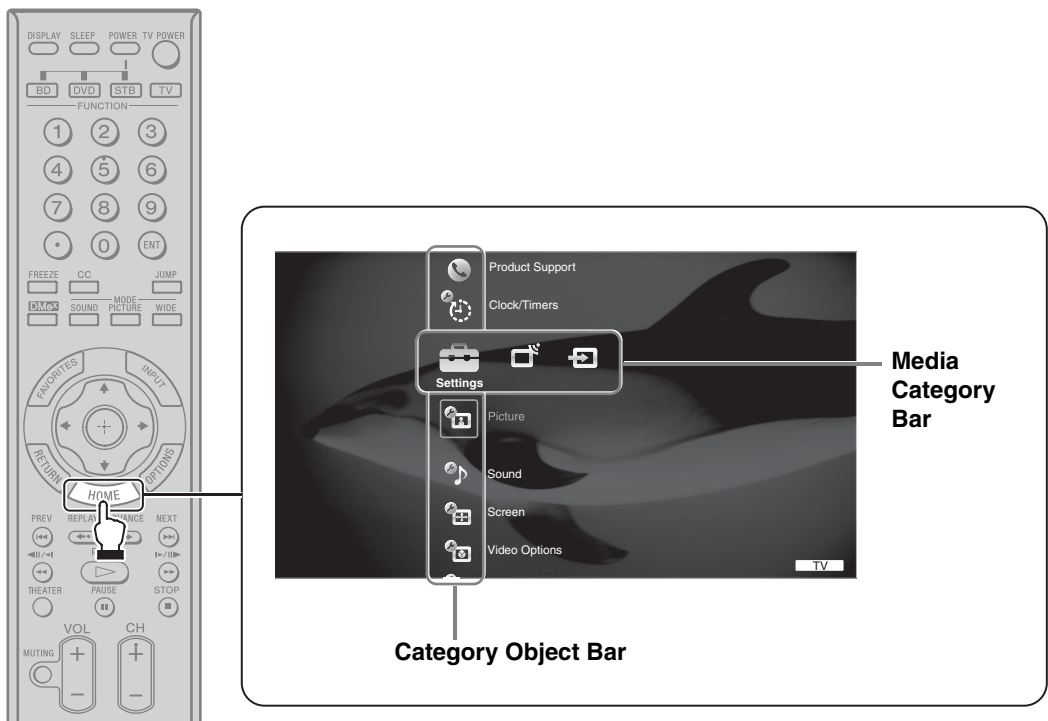 DISPLAY SLEEP POWER TV POWER
BD DVD STB TV
FUNCTION
1 2 3
4 5 6
7 8 9
• 0 ENT
FREEZE CC JUMP
MODE
DMex SOUND PICTURE WIDE
FAVORITES INPUT
RETURN OPTIONS
HOME
PREV REPLAY ADVANCE NEXT
THEATER PAUSE STOP
VOL CH
MUTING
+ +
– –
Product Support
Clock/Timers
Settings
Picture
Sound
Screen
Video Options
TV
Media
Category
Bar
Category Object Bar